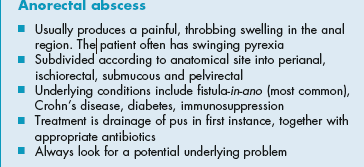 Anorectal abscess
■ Usually produces a painful, throbbing swelling in the anal
region. The patient often has swinging pyrexia
■ Subdivided according to anatomical site into perianal,
ischiorectal, submucous and pelvirectal
■ Underlying conditions include fistula-in-ano (most common),
Crohn's disease, diabetes, immunosuppression
■ Treatment is drainage of pus in first instance, together with
appropriate antibiotics
■ Always look for a potential underlying problem